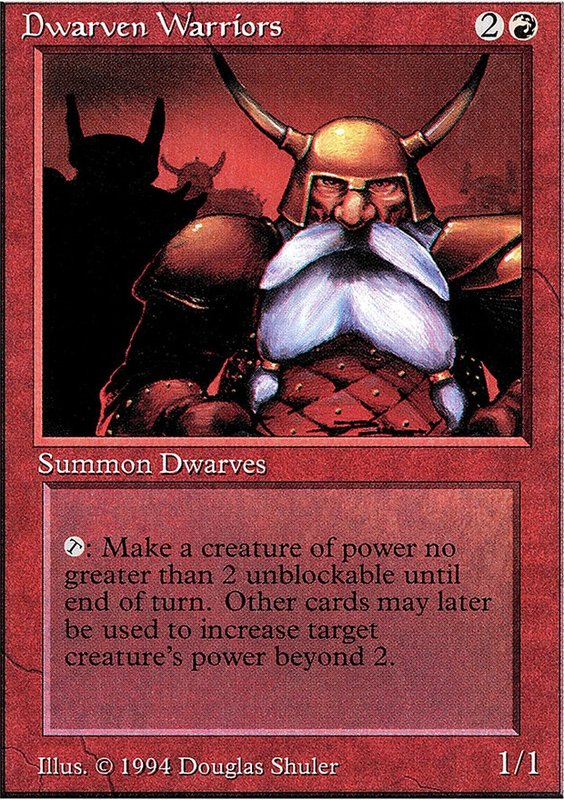 Dwarven Warriors 2
Summon Dwarves
T: Make a creature of power no
greater than 2 unblockable until
end of turn. Other cards may later
be used to increase target
creature's power beyond 2.
Illus. © 1994 Douglas Shuler 1/1